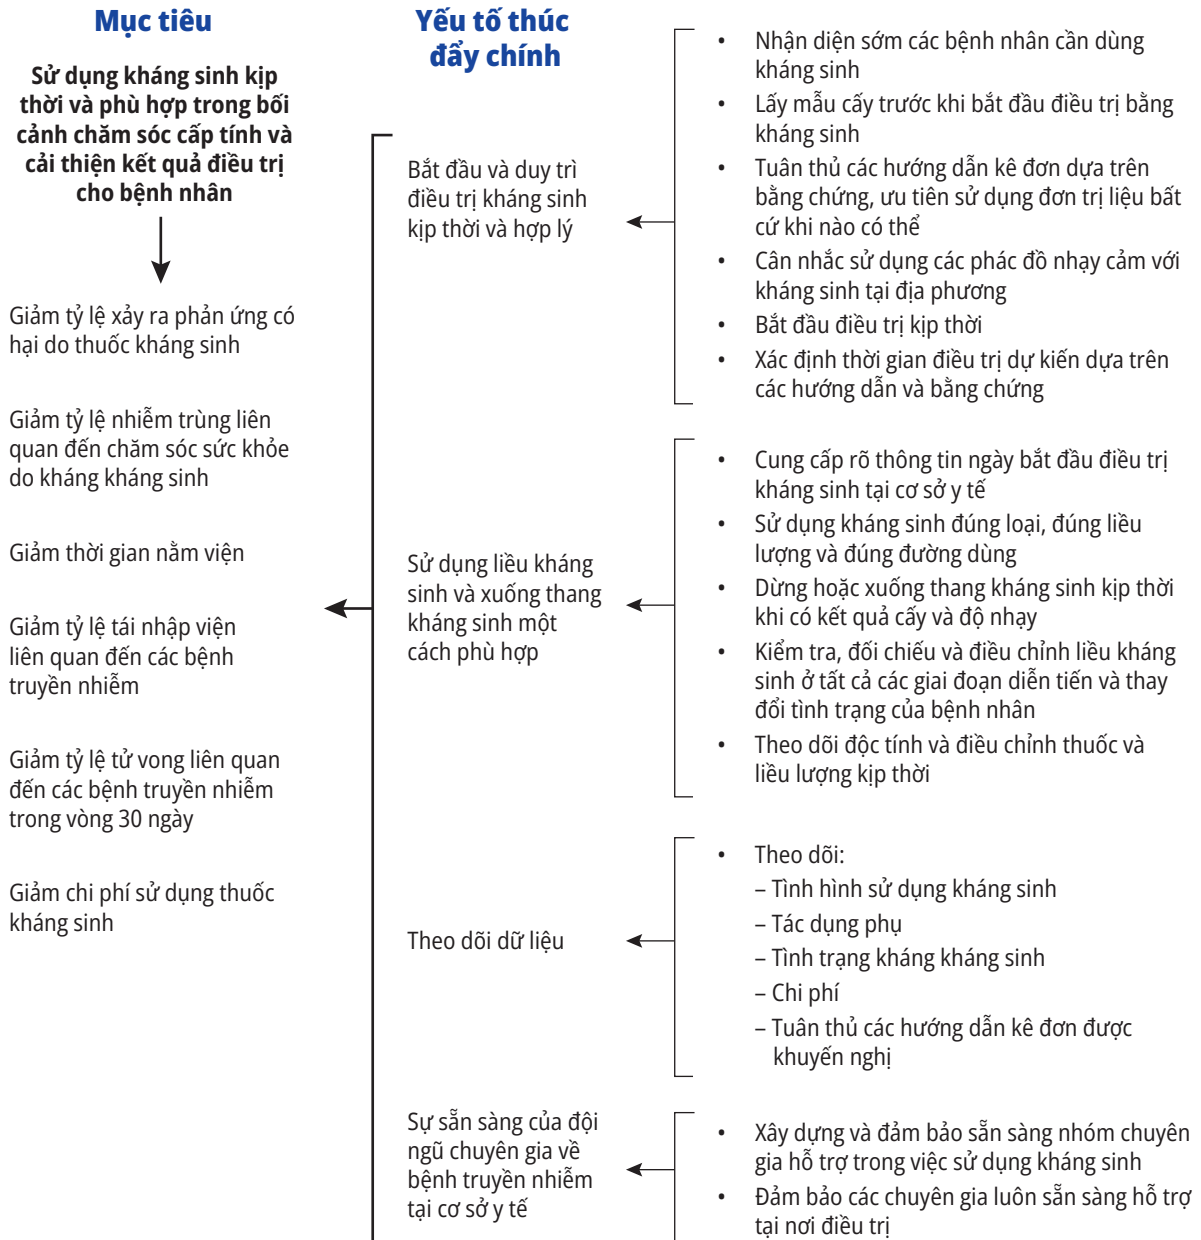 Mục tiêu
Sử dụng kháng sinh kịp
thời và phù hợp trong bối
cảnh chăm sóc cấp tính và
cải thiện kết quả điều trị
cho bệnh nhân
Giảm tỷ lệ xảy ra phản ứng có
hại do thuốc kháng sinh
Giảm tỷ lệ nhiễm trùng liên
quan đến chăm sóc sức khỏe
do kháng kháng sinh
Giảm thời gian nằm viện
Giảm tỷ lệ tái nhập viện
liên quan đến các bệnh
truyền nhiễm
Giảm tỷ lệ tử vong liên quan
đến các bệnh truyền nhiễm
trong vòng 30 ngày
Giảm chi phí sử dụng thuốc
kháng sinh
Yếu tố thúc
đẩy chính
Bắt đầu và duy trì
điều trị kháng sinh
kịp thời và hợp lý
• Nhận diện sớm các bệnh nhân cần dùng
kháng sinh
• Lấy mẫu cấy trước khi bắt đầu điều trị bằng
kháng sinh
• Tuân thủ các hướng dẫn kê đơn dựa trên
bằng chứng, ưu tiên sử dụng đơn trị liệu bất
cứ khi nào có thể
• Cân nhắc sử dụng các phác đồ nhạy cảm với
kháng sinh tại địa phương
• Bắt đầu điều trị kịp thời
• Xác định thời gian điều trị dự kiến dựa trên
các hướng dẫn và bằng chứng
Sử dụng liều kháng
sinh và xuống thang
kháng sinh một
cách phù hợp
• Cung cấp rõ thông tin ngày bắt đầu điều trị
kháng sinh tại cơ sở y tế
• Sử dụng kháng sinh đúng loại, đúng liều
lượng và đúng đường dùng
• Dừng hoặc xuống thang kháng sinh kịp thời
khi có kết quả cấy và độ nhạy
• Kiểm tra, đối chiếu và điều chỉnh liều kháng
sinh ở tất cả các giai đoạn diễn tiến và thay
đổi tình trạng của bệnh nhân
• Theo dõi độc tính và điều chỉnh thuốc và
liều lượng kịp thời
Theo dõi dữ liệu
• Theo dõi:
– Tình hình sử dụng kháng sinh
– Tác dụng phụ
– Tình trạng kháng kháng sinh
– Chi phí
– Tuân thủ các hướng dẫn kê đơn được
khuyến nghị
Sự sẵn sàng của đội
ngũ chuyên gia về
bệnh truyền nhiễm
tại cơ sở y tế
• Xây dựng và đảm bảo sẵn sàng nhóm chuyên
gia hỗ trợ trong việc sử dụng kháng sinh
• Đảm bảo các chuyên gia luôn sẵn sàng hỗ trợ
tại nơi điều trị